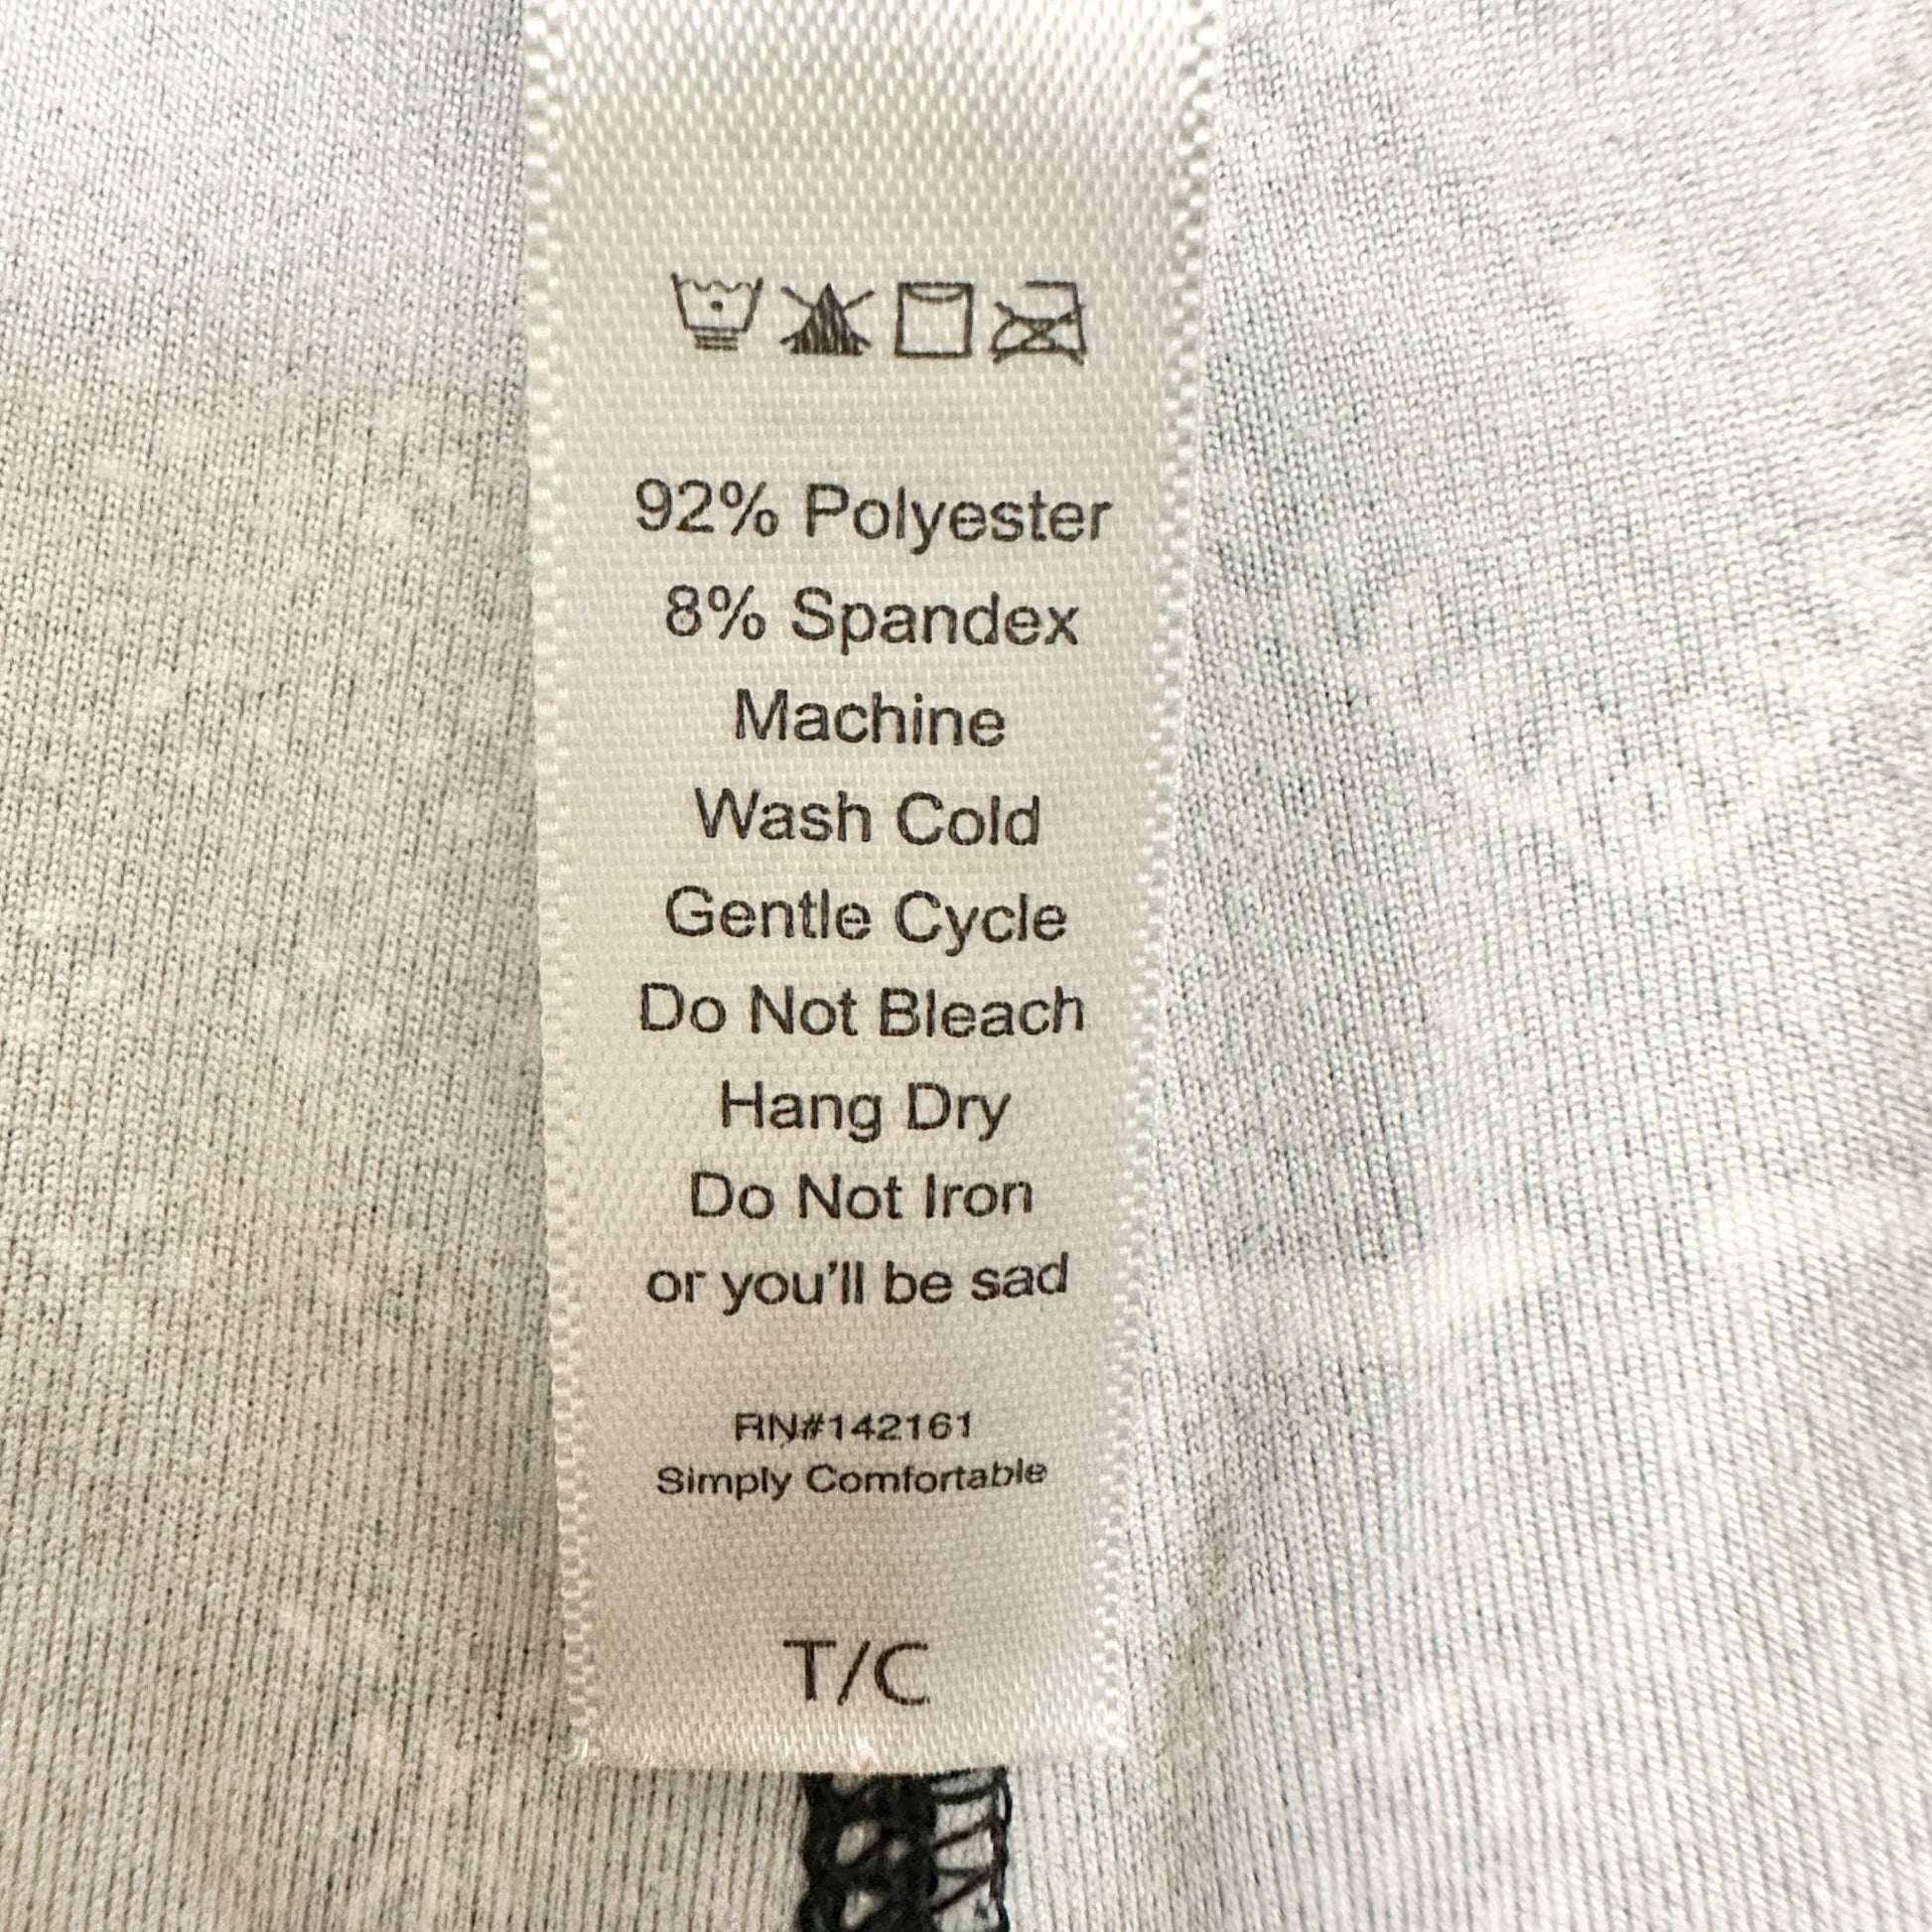 92% Polyester
8% Spandex
Machine
Wash Cold
Gentle Cycle
Do Not Bleach
Hang Dry
Do Not Iron
or you'll be sad
RN#142161
Simply Comfortable
T/C